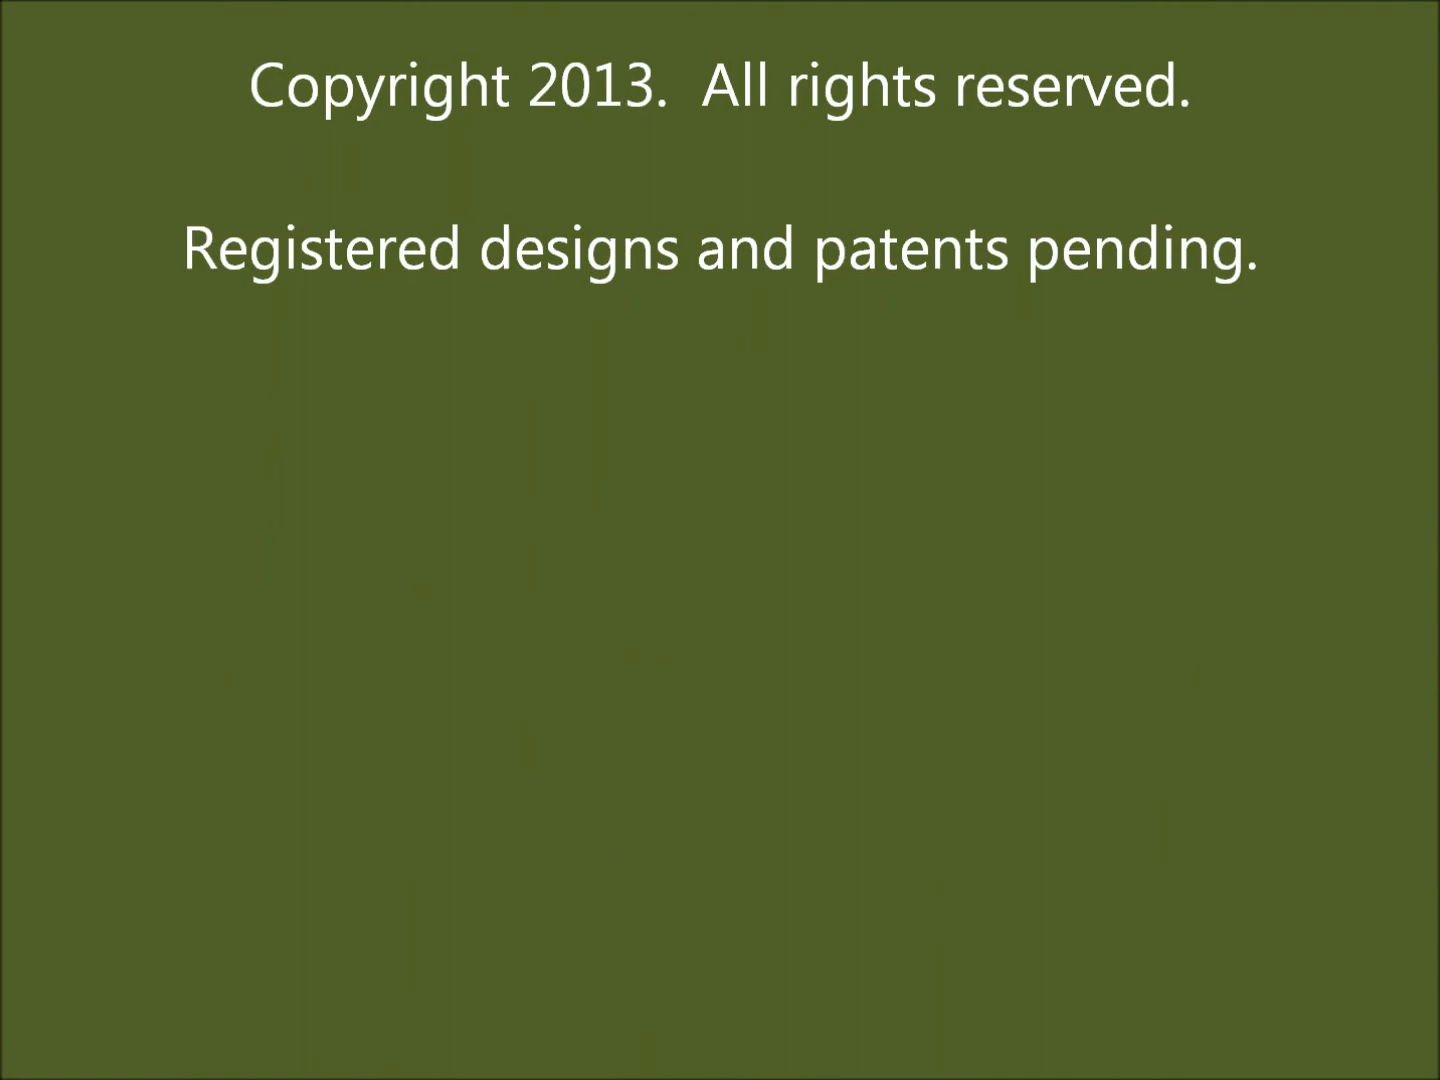 Copyright 2013.  All rights reserved.
Registered designs and patents pending.